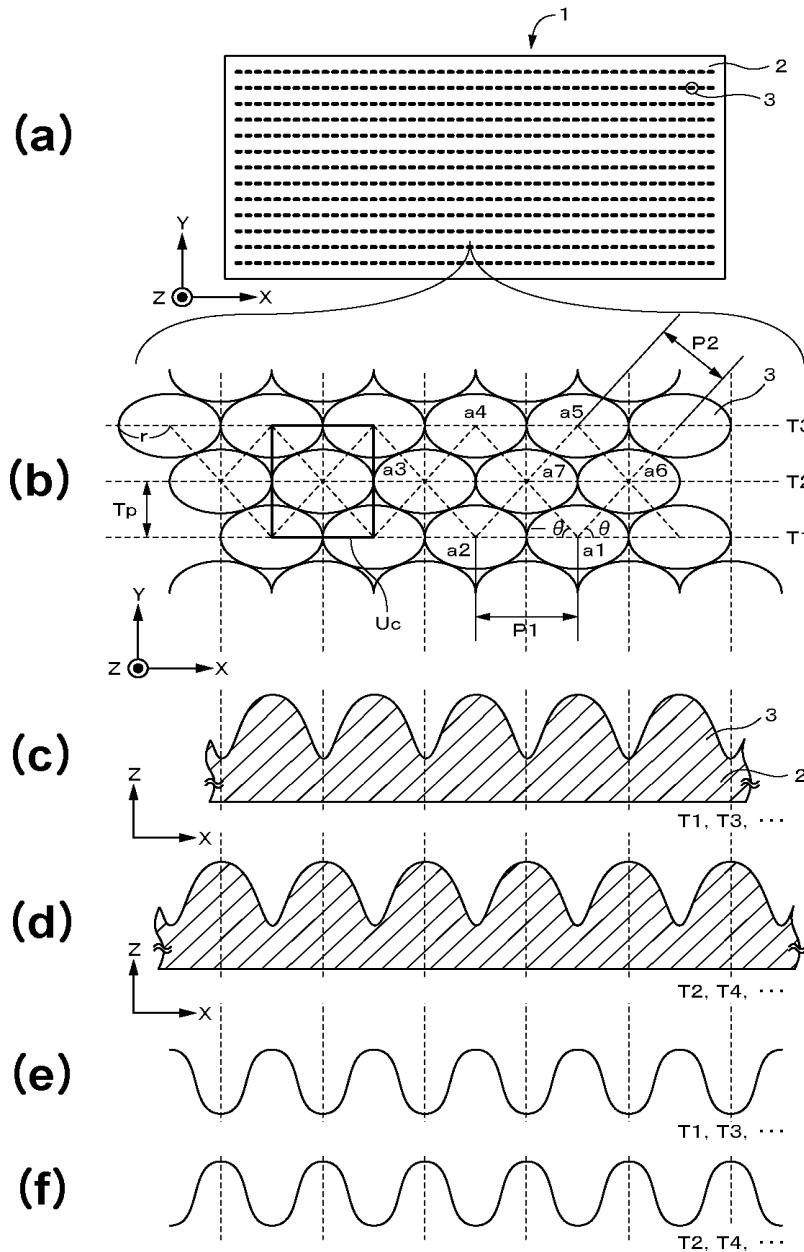 1
2
3
(a)
Y
Z X
P2
3
a4 a5
r T3
(b) a3 a7 a6 T2
Tp
– θ θ T1
a2 a1
Uc P1
Y
Z X
(c) 3
2
Z
X T1, T3, ···
(d)
Z
X T2, T4, ···
(e)
T1, T3, ···
(f)
T2, T4, ···